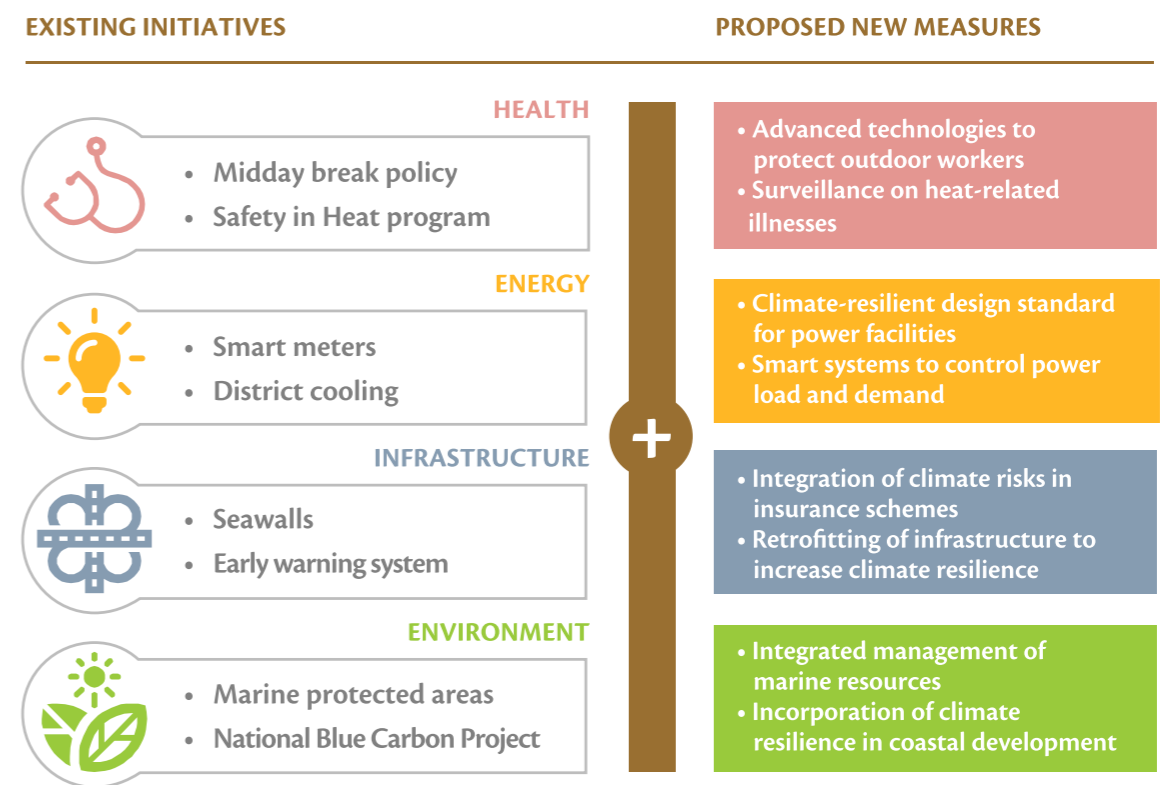 EXISTING INITIATIVES
PROPOSED NEW MEASURES
HEALTH
• Midday break policy
• Safety in Heat program
• Advanced technologies to
protect outdoor workers
• Surveillance on heat-related
illnesses
ENERGY
• Smart meters
• District cooling
• Climate-resilient design standard
for power facilities
• Smart systems to control power
load and demand
+
INFRASTRUCTURE
• Seawalls
• Early warning system
• Integration of climate risks in
insurance schemes
• Retrofitting of infrastructure to
increase climate resilience
ENVIRONMENT
• Marine protected areas
• National Blue Carbon Project
• Integrated management of
marine resources
• Incorporation of climate
resilience in coastal development